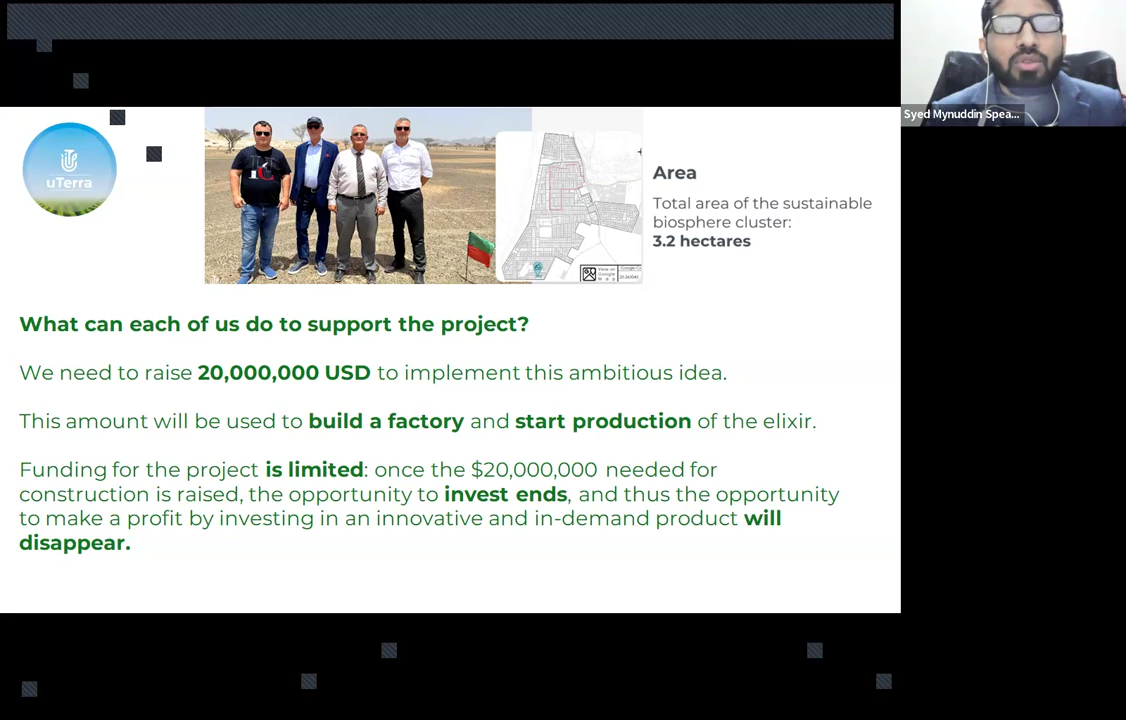 Syed Mynuddin Spea...
uTerra
Area
Total area of the sustainable
biosphere cluster:
3.2 hectares
What can each of us do to support the project?
We need to raise 20,000,000 USD to implement this ambitious idea.
This amount will be used to build a factory and start production of the elixir.
Funding for the project is limited: once the $20,000,000 needed for
construction is raised, the opportunity to invest ends, and thus the opportunity
to make a profit by investing in an innovative and in-demand product will
disappear.